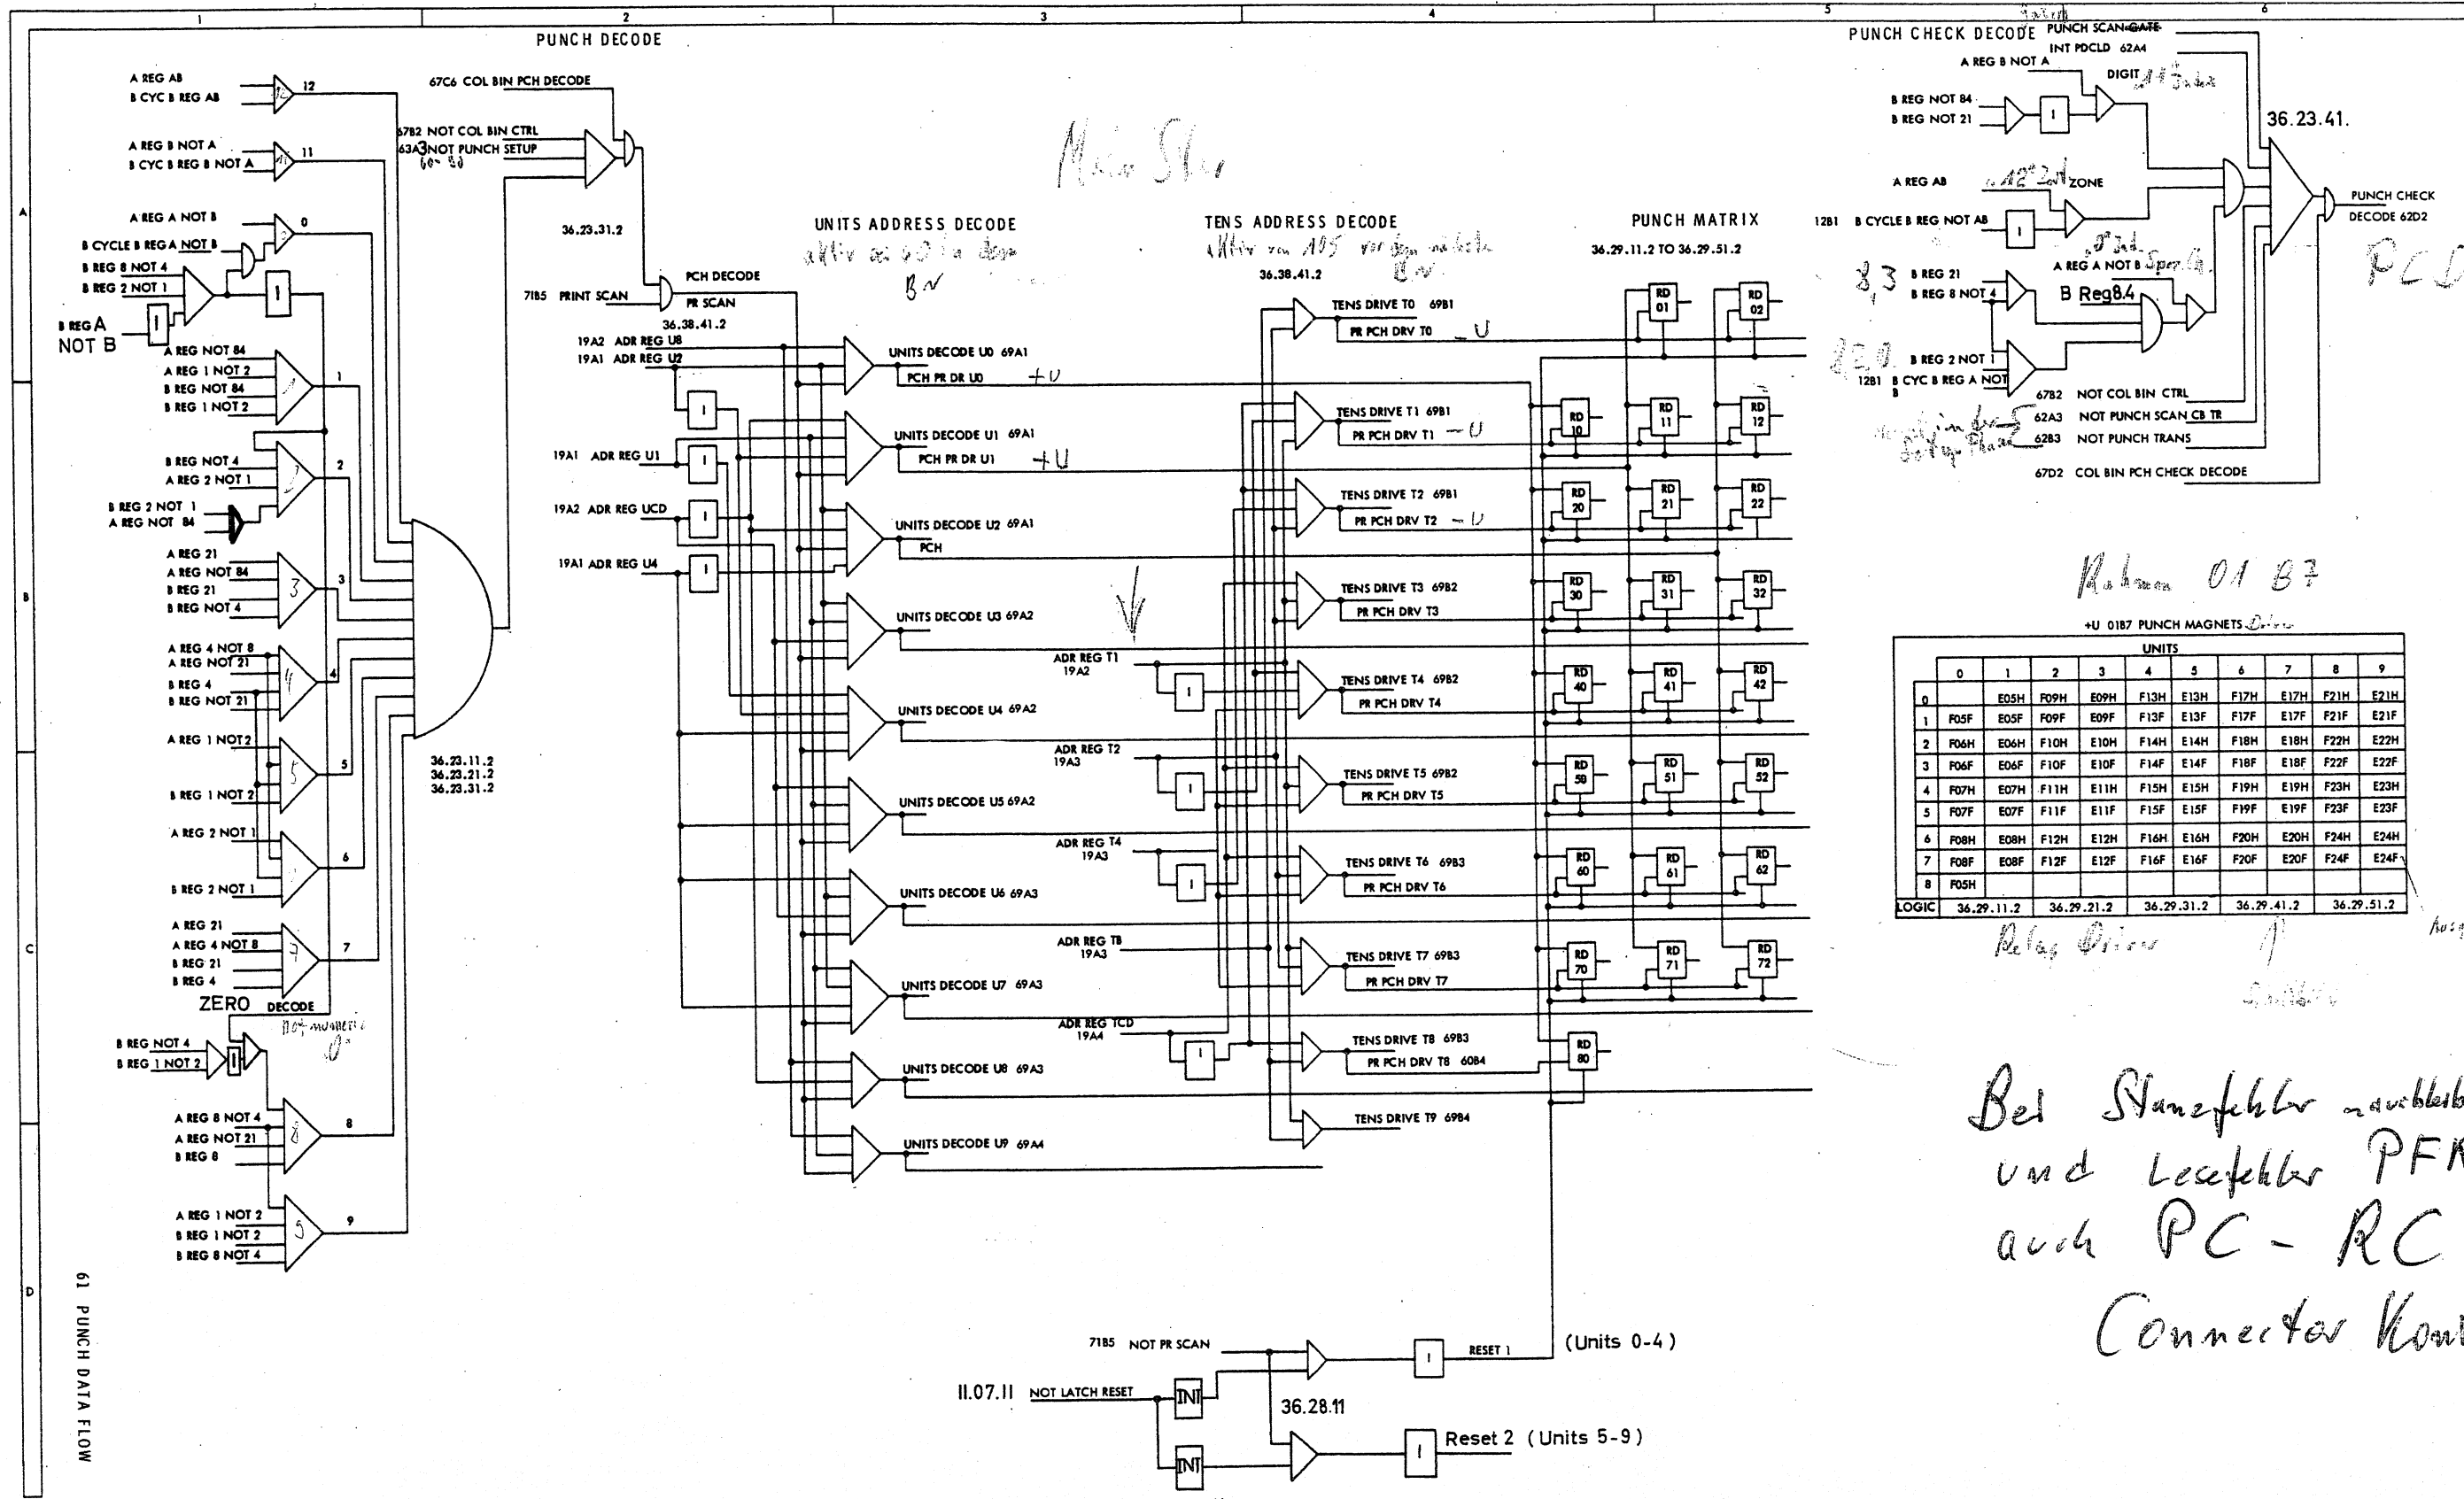 1 2 3 4 5 6
A
B
C
D
PUNCH DECODE
A REG AB
B CYC B REG AB
12
A REG B NOT A
B CYC B REG B NOT A
11
A REG A NOT B
0
B CYCLE B REG A NOT B
B REG 8 NOT 4
B REG 2 NOT 1
I
B REG A
NOT B
I
A REG NOT 84
A REG 1 NOT 2
B REG NOT 84
B REG 1 NOT 2
1
B REG NOT 4
A REG 2 NOT 1
2
B REG 2 NOT 1
A REG NOT 84
A REG 21
A REG NOT 84
B REG 21
B REG NOT 4
3
3
A REG 4 NOT 8
A REG NOT 21
B REG 4
B REG NOT 21
4
4
A REG 1 NOT 2
B REG 1 NOT 2
5
5
A REG 2 NOT 1
B REG 2 NOT 1
6
A REG 21
A REG 4 NOT 8
B REG 21
B REG 4
7
7
ZERO DECODE
not numeric
B REG NOT 4
B REG 1 NOT 2
I
A REG 8 NOT 4
A REG NOT 21
B REG 8
8
8
A REG 1 NOT 2
B REG 1 NOT 2
B REG 8 NOT 4
9
36.23.11.2
36.23.21.2
36.23.31.2
67C6 COL BIN PCH DECODE
67B2 NOT COL BIN CTRL
63A3 NOT PUNCH SETUP
36.23.31.2
71B5 PRINT SCAN
PCH DECODE
PR SCAN
36.38.41.2
UNITS ADDRESS DECODE
19A2 ADR REG U8
19A1 ADR REG U2
I
19A1 ADR REG U1
I
19A2 ADR REG UCD
I
19A1 ADR REG U4
I
UNITS DECODE U0 69A1
PCH PR DR U0 +U
UNITS DECODE U1 69A1
PCH PR DR U1 +U
UNITS DECODE U2 69A1
PCH
UNITS DECODE U3 69A2
UNITS DECODE U4 69A2
UNITS DECODE U5 69A2
UNITS DECODE U6 69A3
UNITS DECODE U7 69A3
UNITS DECODE U8 69A3
UNITS DECODE U9 69A4
TENS ADDRESS DECODE
36.38.41.2
ADR REG T1
19A2
I
ADR REG T2
19A3
I
ADR REG T4
19A3
I
ADR REG T8
19A3
ADR REG TCD
19A4
I
TENS DRIVE T0 69B1
PR PCH DRV T0 -U
TENS DRIVE T1 69B1
PR PCH DRV T1 -U
TENS DRIVE T2 69B1
PR PCH DRV T2 -U
TENS DRIVE T3 69B2
PR PCH DRV T3
TENS DRIVE T4 69B2
PR PCH DRV T4
TENS DRIVE T5 69B2
PR PCH DRV T5
TENS DRIVE T6 69B3
PR PCH DRV T6
TENS DRIVE T7 69B3
PR PCH DRV T7
TENS DRIVE T8 69B3
PR PCH DRV T8 60B4
TENS DRIVE T9 69B4
PUNCH MATRIX
36.29.11.2 TO 36.29.51.2
RD 01 RD 02
RD 10 RD 11 RD 12
RD 20 RD 21 RD 22
RD 30 RD 31 RD 32
RD 40 RD 41 RD 42
RD 50 RD 51 RD 52
RD 60 RD 61 RD 62
RD 70 RD 71 RD 72
RD 80
71B5 NOT PR SCAN
I
RESET 1
(Units 0-4)
11.07.11 NOT LATCH RESET
INT
36.28.11
INT
I
Reset 2 (Units 5-9)
PUNCH CHECK DECODE
PUNCH SCAN GATE
INT PDCLD 62A4
A REG B NOT A
DIGIT
B REG NOT 84
B REG NOT 21
I
36.23.41.
A REG AB
ZONE
12B1 B CYCLE B REG NOT AB
I
PUNCH CHECK
DECODE 62D2
PCD
8,3
B REG 21
B REG 8 NOT 4
A REG A NOT B
B Reg8.4
B REG 2 NOT 1
12B1 B CYC B REG A NOT
B
67B2 NOT COL BIN CTRL
62A3 NOT PUNCH SCAN CB TR
62B3 NOT PUNCH TRANS
67D2 COL BIN PCH CHECK DECODE
Rahmen 01 B7
+U 01B7 PUNCH MAGNETS
UNITS
0 1 2 3 4 5 6 7 8 9
0 E05H F09H E09H F13H E13H F17H E17H F21H E21H
1 F05F E05F F09F E09F F13F E13F F17F E17F F21F E21F
2 F06H E06H F10H E10H F14H E14H F18H E18H F22H E22H
3 F06F E06F F10F E10F F14F E14F F18F E18F F22F E22F
4 F07H E07H F11H E11H F15H E15H F19H E19H F23H E23H
5 F07F E07F F11F E11F F15F E15F F19F E19F F23F E23F
6 F08H E08H F12H E12H F16H E16H F20H E20H F24H E24H
7 F08F E08F F12F E12F F16F E16F F20F E20F F24F E24F
8 F05H
LOGIC 36.29.11.2 36.29.21.2 36.29.31.2 36.29.41.2 36.29.51.2
Relay Driver
Bei Stanzfehler
und Lesefehler
auch PC - RC
Connector
61 PUNCH DATA FLOW